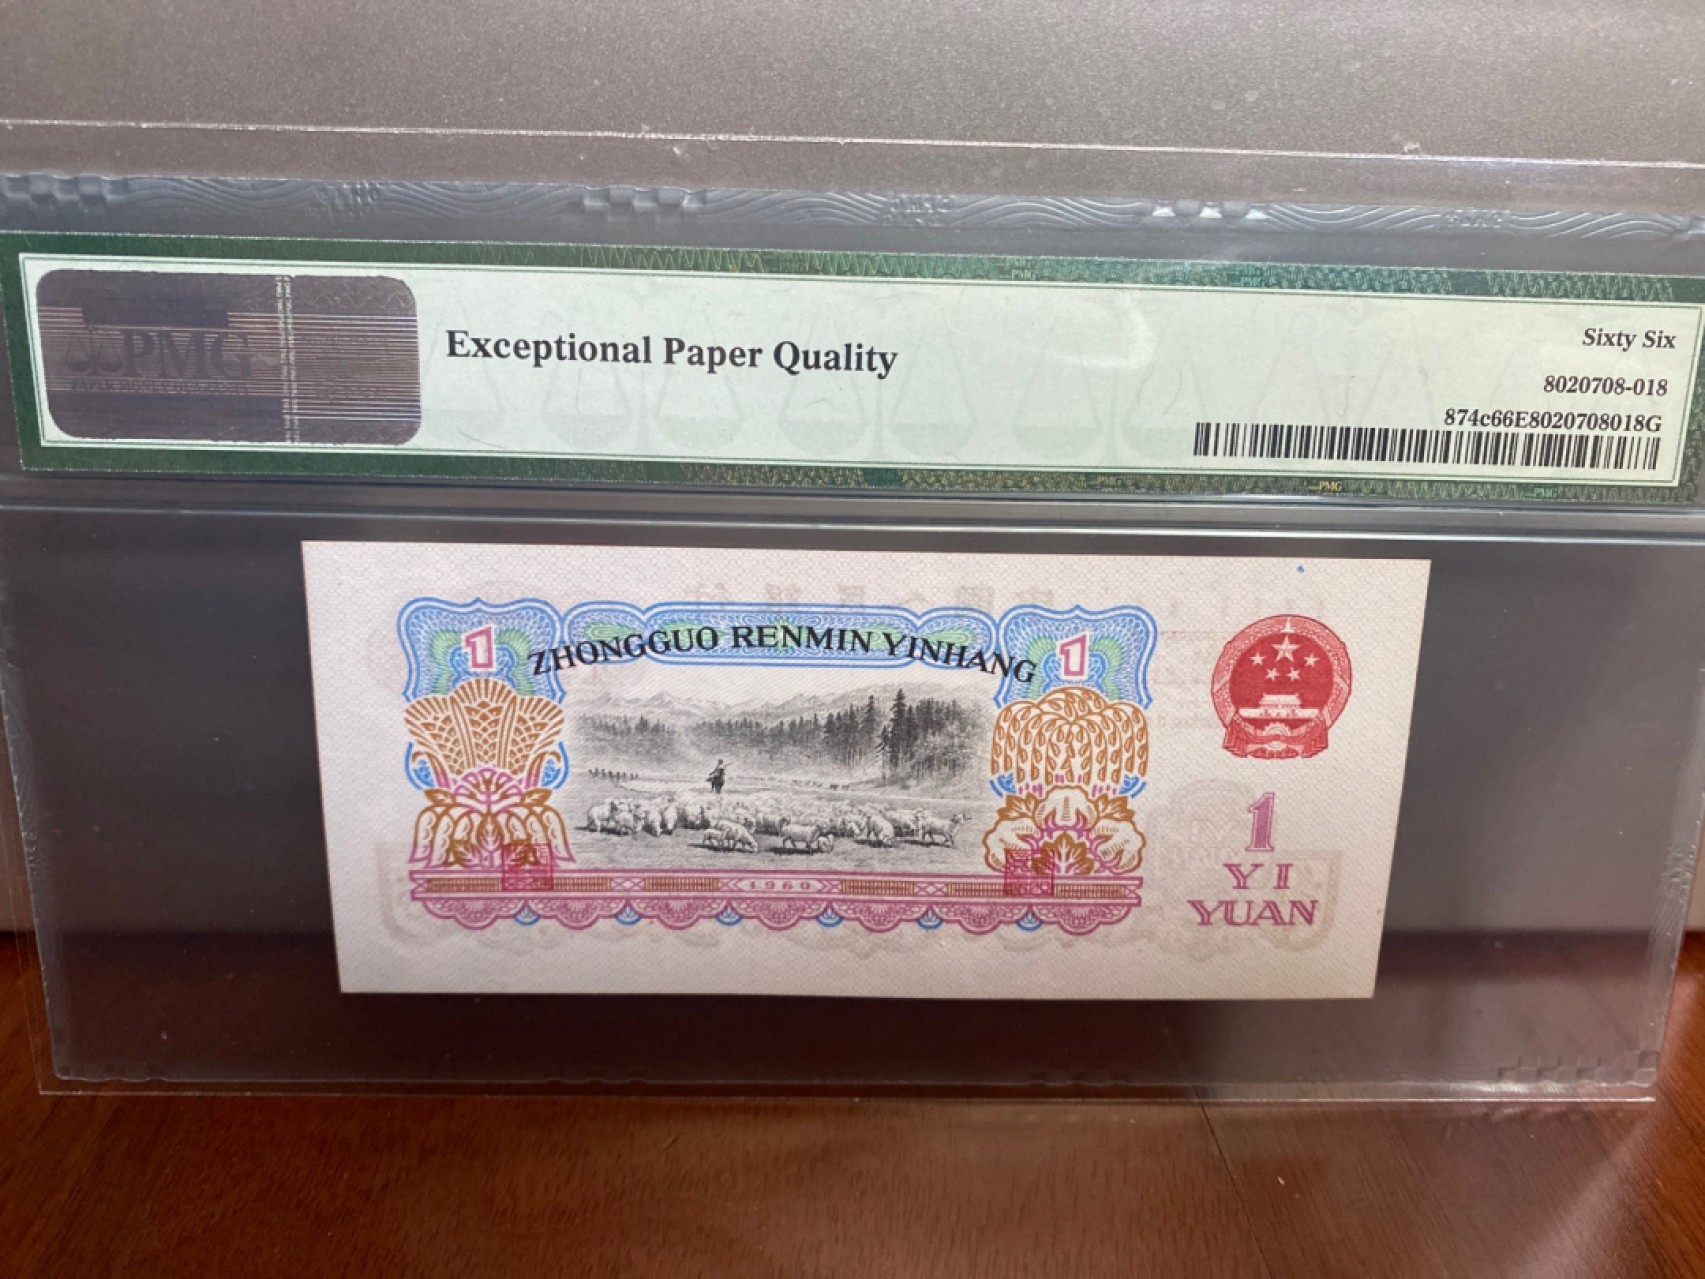 PMG
Exceptional Paper Quality
Sixty Six
8020708-018
874c66E8020708018G
1
ZHONGGUO RENMIN YINHANG
1
1960
1
YI
YUAN